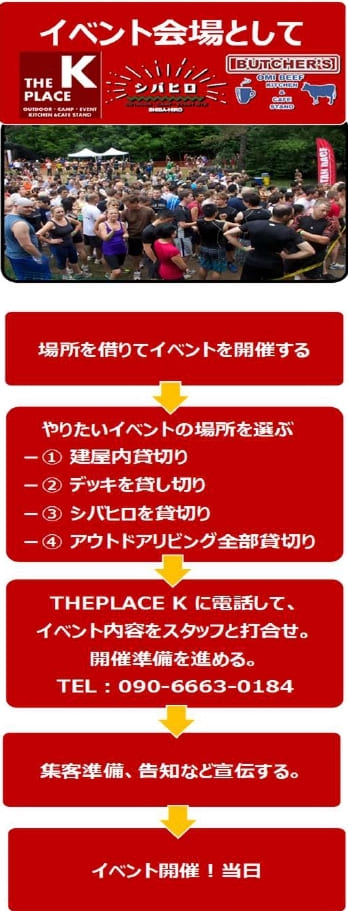 イベント会場として
THE K
PLACE
OUTDOOR・CAMP・EVENT
KITCHEN &CAFE STAND
シバヒロ
SHIBA-HIRO
BUTCHER'S
OMI BEEF
KITCHEN
&
CAFE
STAND
場所を借りてイベントを開催する
やりたいイベントの場所を選ぶ
－① 建屋内貸切り
－② デッキを貸し切り
－③ シバヒロを貸切り
－④ アウトドアリビング全部貸切り
THEPLACE K に電話して、
イベント内容をスタッフと打合せ。
開催準備を進める。
TEL：090-6663-0184
集客準備、告知など宣伝する。
イベント開催！当日